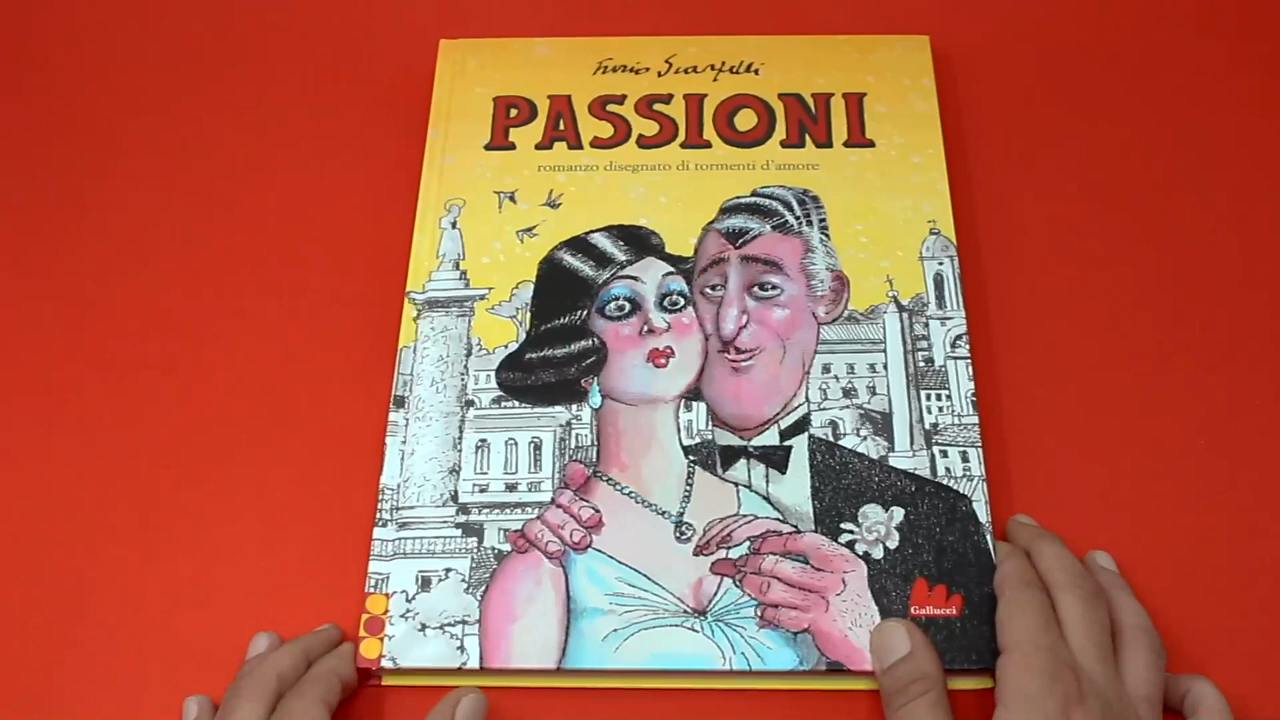 Furio Scarpelli
PASSIONI
romanzo disegnato di tormenti d'amore
Gallucci